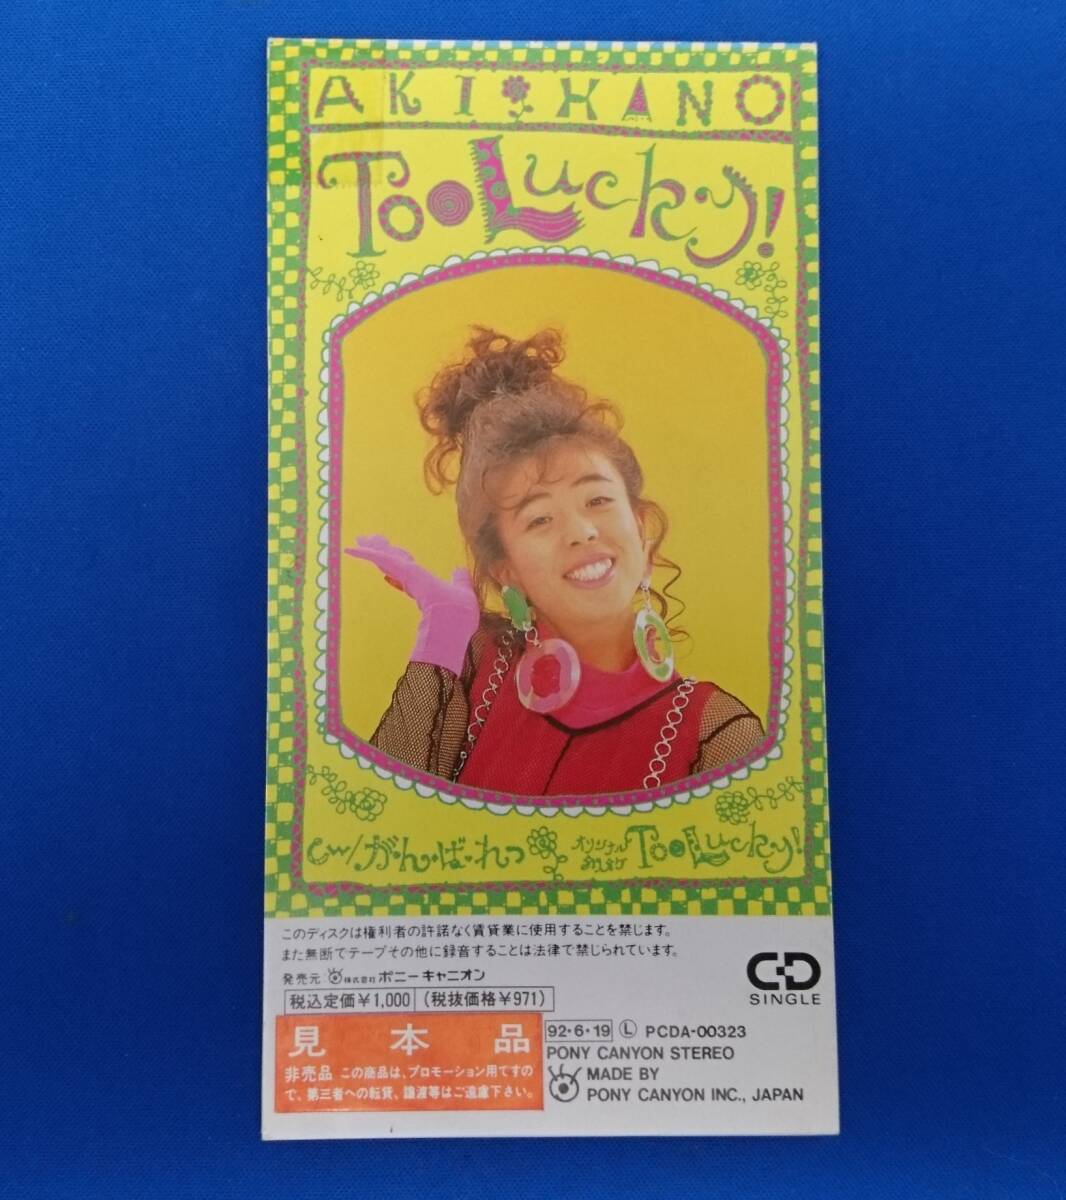 AKI HANO
Too Lucky!
c/w がんばれっ
オリジナル
カラオケ
Too Lucky!
このディスクは権利者の許諾なく賃貸業に使用することを禁じます。
また無断でテープその他に録音することは法律で禁じられています。
発売元 株式会社 ポニーキャニオン
税込定価¥1,000 (税抜価格¥971)
CD
SINGLE
見本品
非売品 この商品は、プロモーション用ですの
で、第三者への転貸、譲渡等はご遠慮下さい。
92・6・19 Ⓛ PCDA-00323
PONY CANYON STEREO
MADE BY
PONY CANYON INC., JAPAN